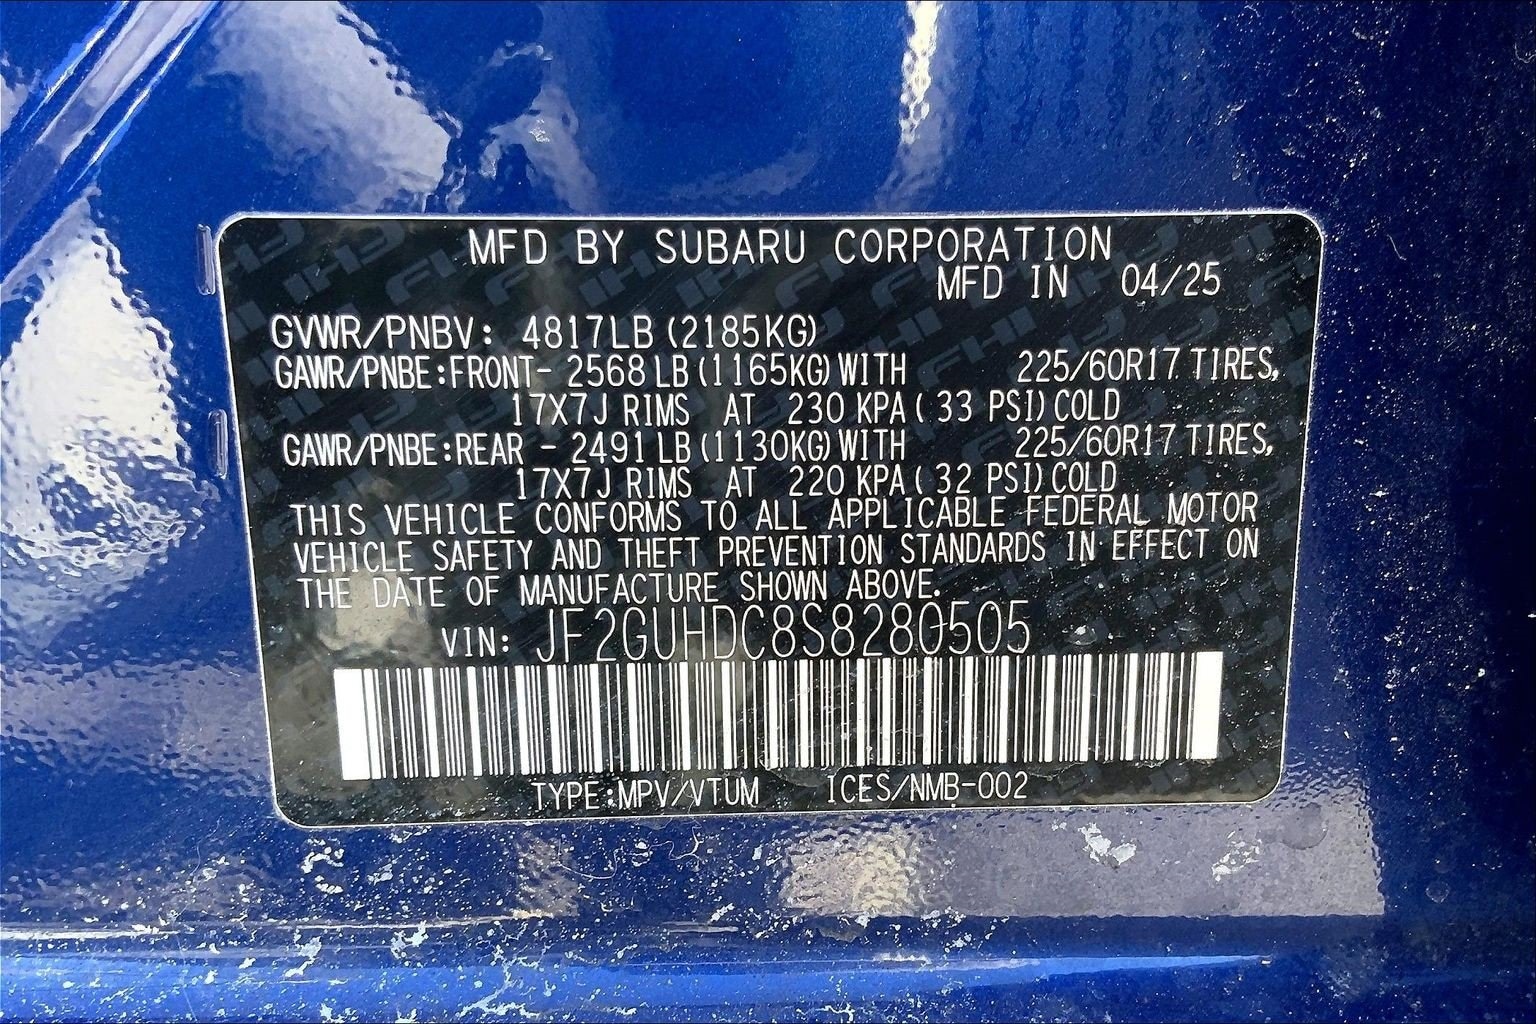 MFD BY SUBARU CORPORATION
MFD IN 04/25
GVWR/PNBV: 4817LB (2185KG)
GAWR/PNBE:FRONT- 2568 LB (1165KG) WITH 225/60R17 TIRES,
17X7J RIMS AT 230 KPA ( 33 PSI) COLD
GAWR/PNBE:REAR - 2491 LB (1130KG) WITH 225/60R17 TIRES,
17X7J RIMS AT 220 KPA ( 32 PSI) COLD
THIS VEHICLE CONFORMS TO ALL APPLICABLE FEDERAL MOTOR
VEHICLE SAFETY AND THEFT PREVENTION STANDARDS IN EFFECT ON
THE DATE OF MANUFACTURE SHOWN ABOVE.
VIN: JF2GUHDC8S8280505
TYPE:MPV/VTUM ICES/NMB-002